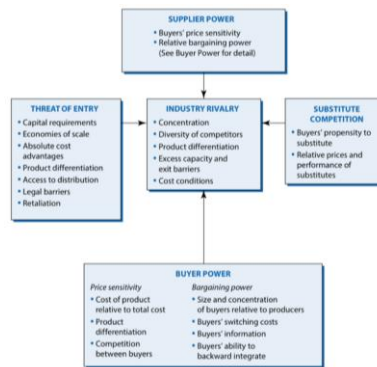 SUPPLIER POWER
• Buyers' price sensitivity
• Relative bargaining power
(See Buyer Power for detail)
THREAT OF ENTRY
• Capital requirements
• Economies of scale
• Absolute cost
advantages
• Product differentiation
• Access to distribution
• Legal barriers
• Retaliation
INDUSTRY RIVALRY
• Concentration
• Diversity of competitors
• Product differentiation
• Excess capacity and
exit barriers
• Cost conditions
SUBSTITUTE
COMPETITION
• Buyers' propensity to
substitute
• Relative prices and
performance of
substitutes
BUYER POWER
Price sensitivity
• Cost of product
relative to total cost
• Product
differentiation
• Competition
between buyers
Bargaining power
• Size and concentration
of buyers relative to producers
• Buyers' switching costs
• Buyers' information
• Buyers' ability to
backward integrate